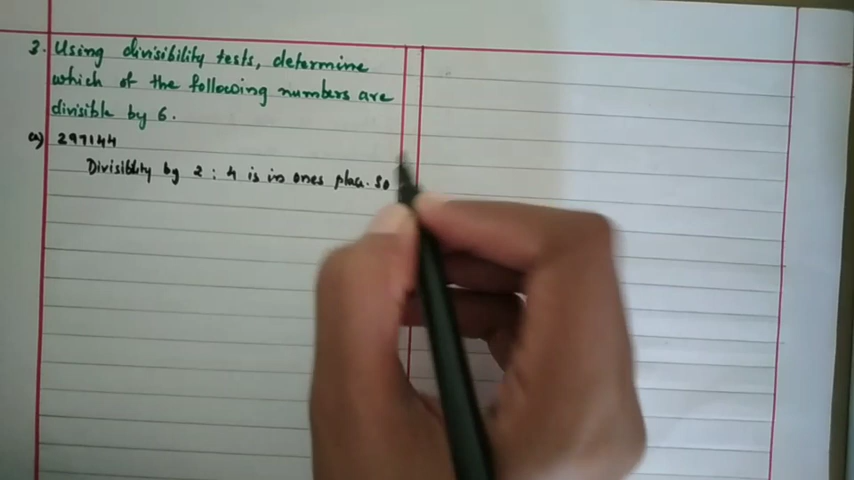 3. Using divisibility tests, determine
which of the following numbers are
divisible by 6.
a) 297144
Divisiblity by 2 : 4 is in ones place. So